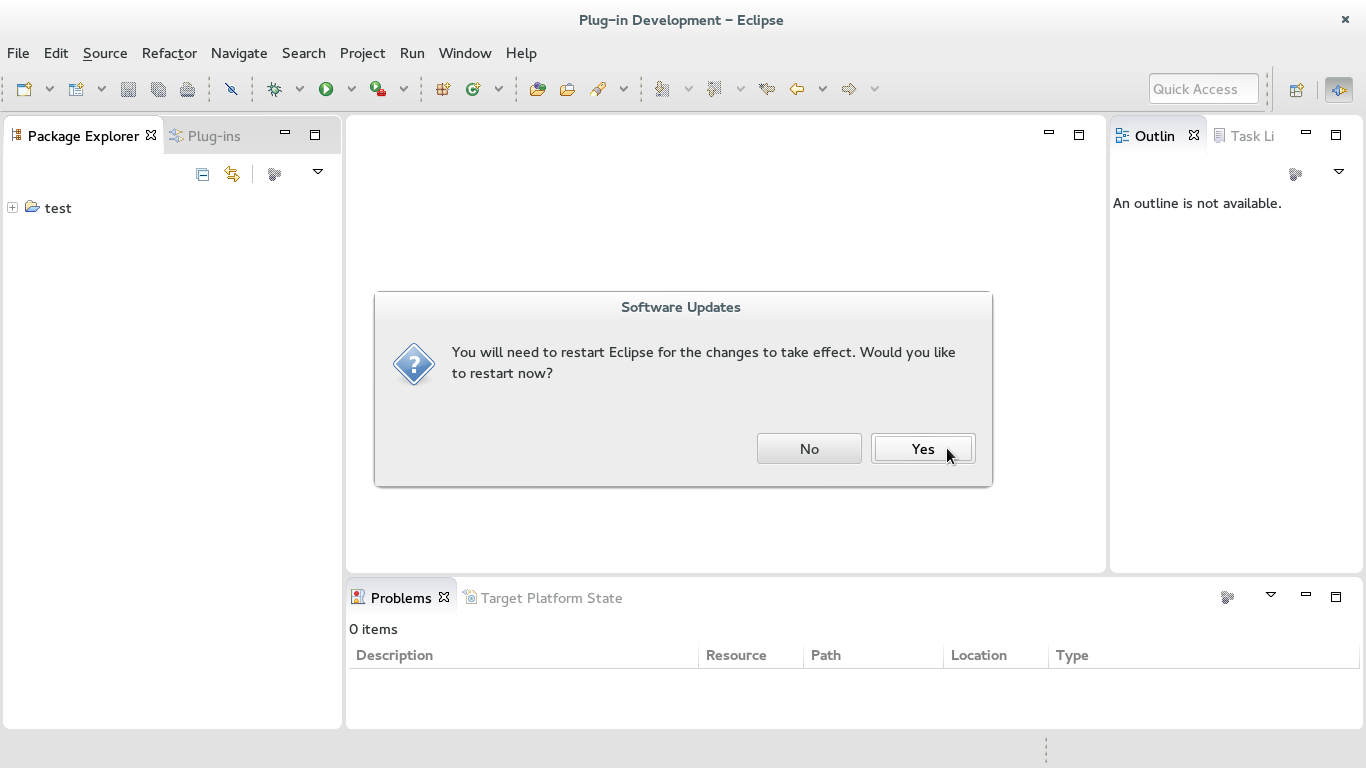 Plug-in Development – Eclipse
File Edit Source Refactor Navigate Search Project Run Window Help
Quick Access
Package Explorer Plug-ins
test
Outlin Task Li
An outline is not available.
Software Updates
?
You will need to restart Eclipse for the changes to take effect. Would you like
to restart now?
No Yes
Problems Target Platform State
0 items
Description Resource Path Location Type